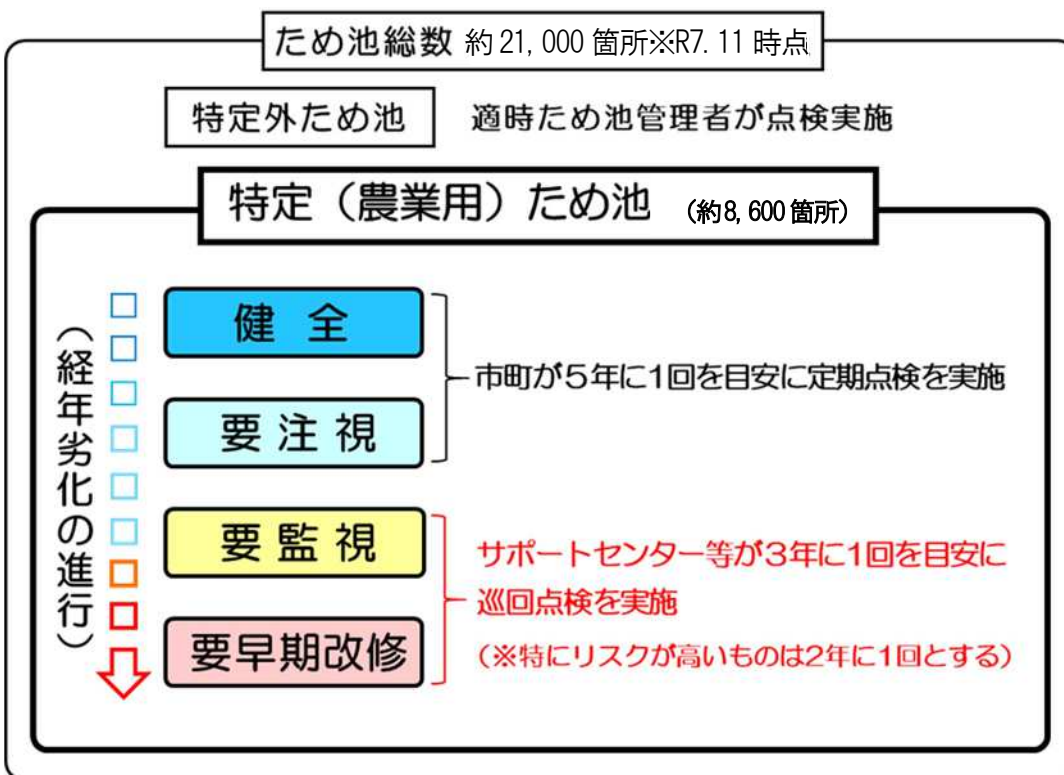 ため池総数 約21,000箇所※R7.11時点
特定外ため池 適時ため池管理者が点検実施
特定（農業用）ため池 （約8,600箇所）
（経年劣化の進行）
健全
要注視
市町が5年に1回を目安に定期点検を実施
要監視
要早期改修
サポートセンター等が3年に1回を目安に
巡回点検を実施
（※特にリスクが高いものは2年に1回とする）